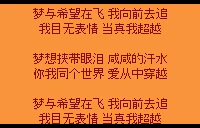 梦与希望在飞 我向前去追
我目无表情 当真我超越
梦想挟带眼泪 咸咸的汗水
你我同个世界 爱从中穿越
梦与希望在飞 我向前去追
我目无表情 当真我超越